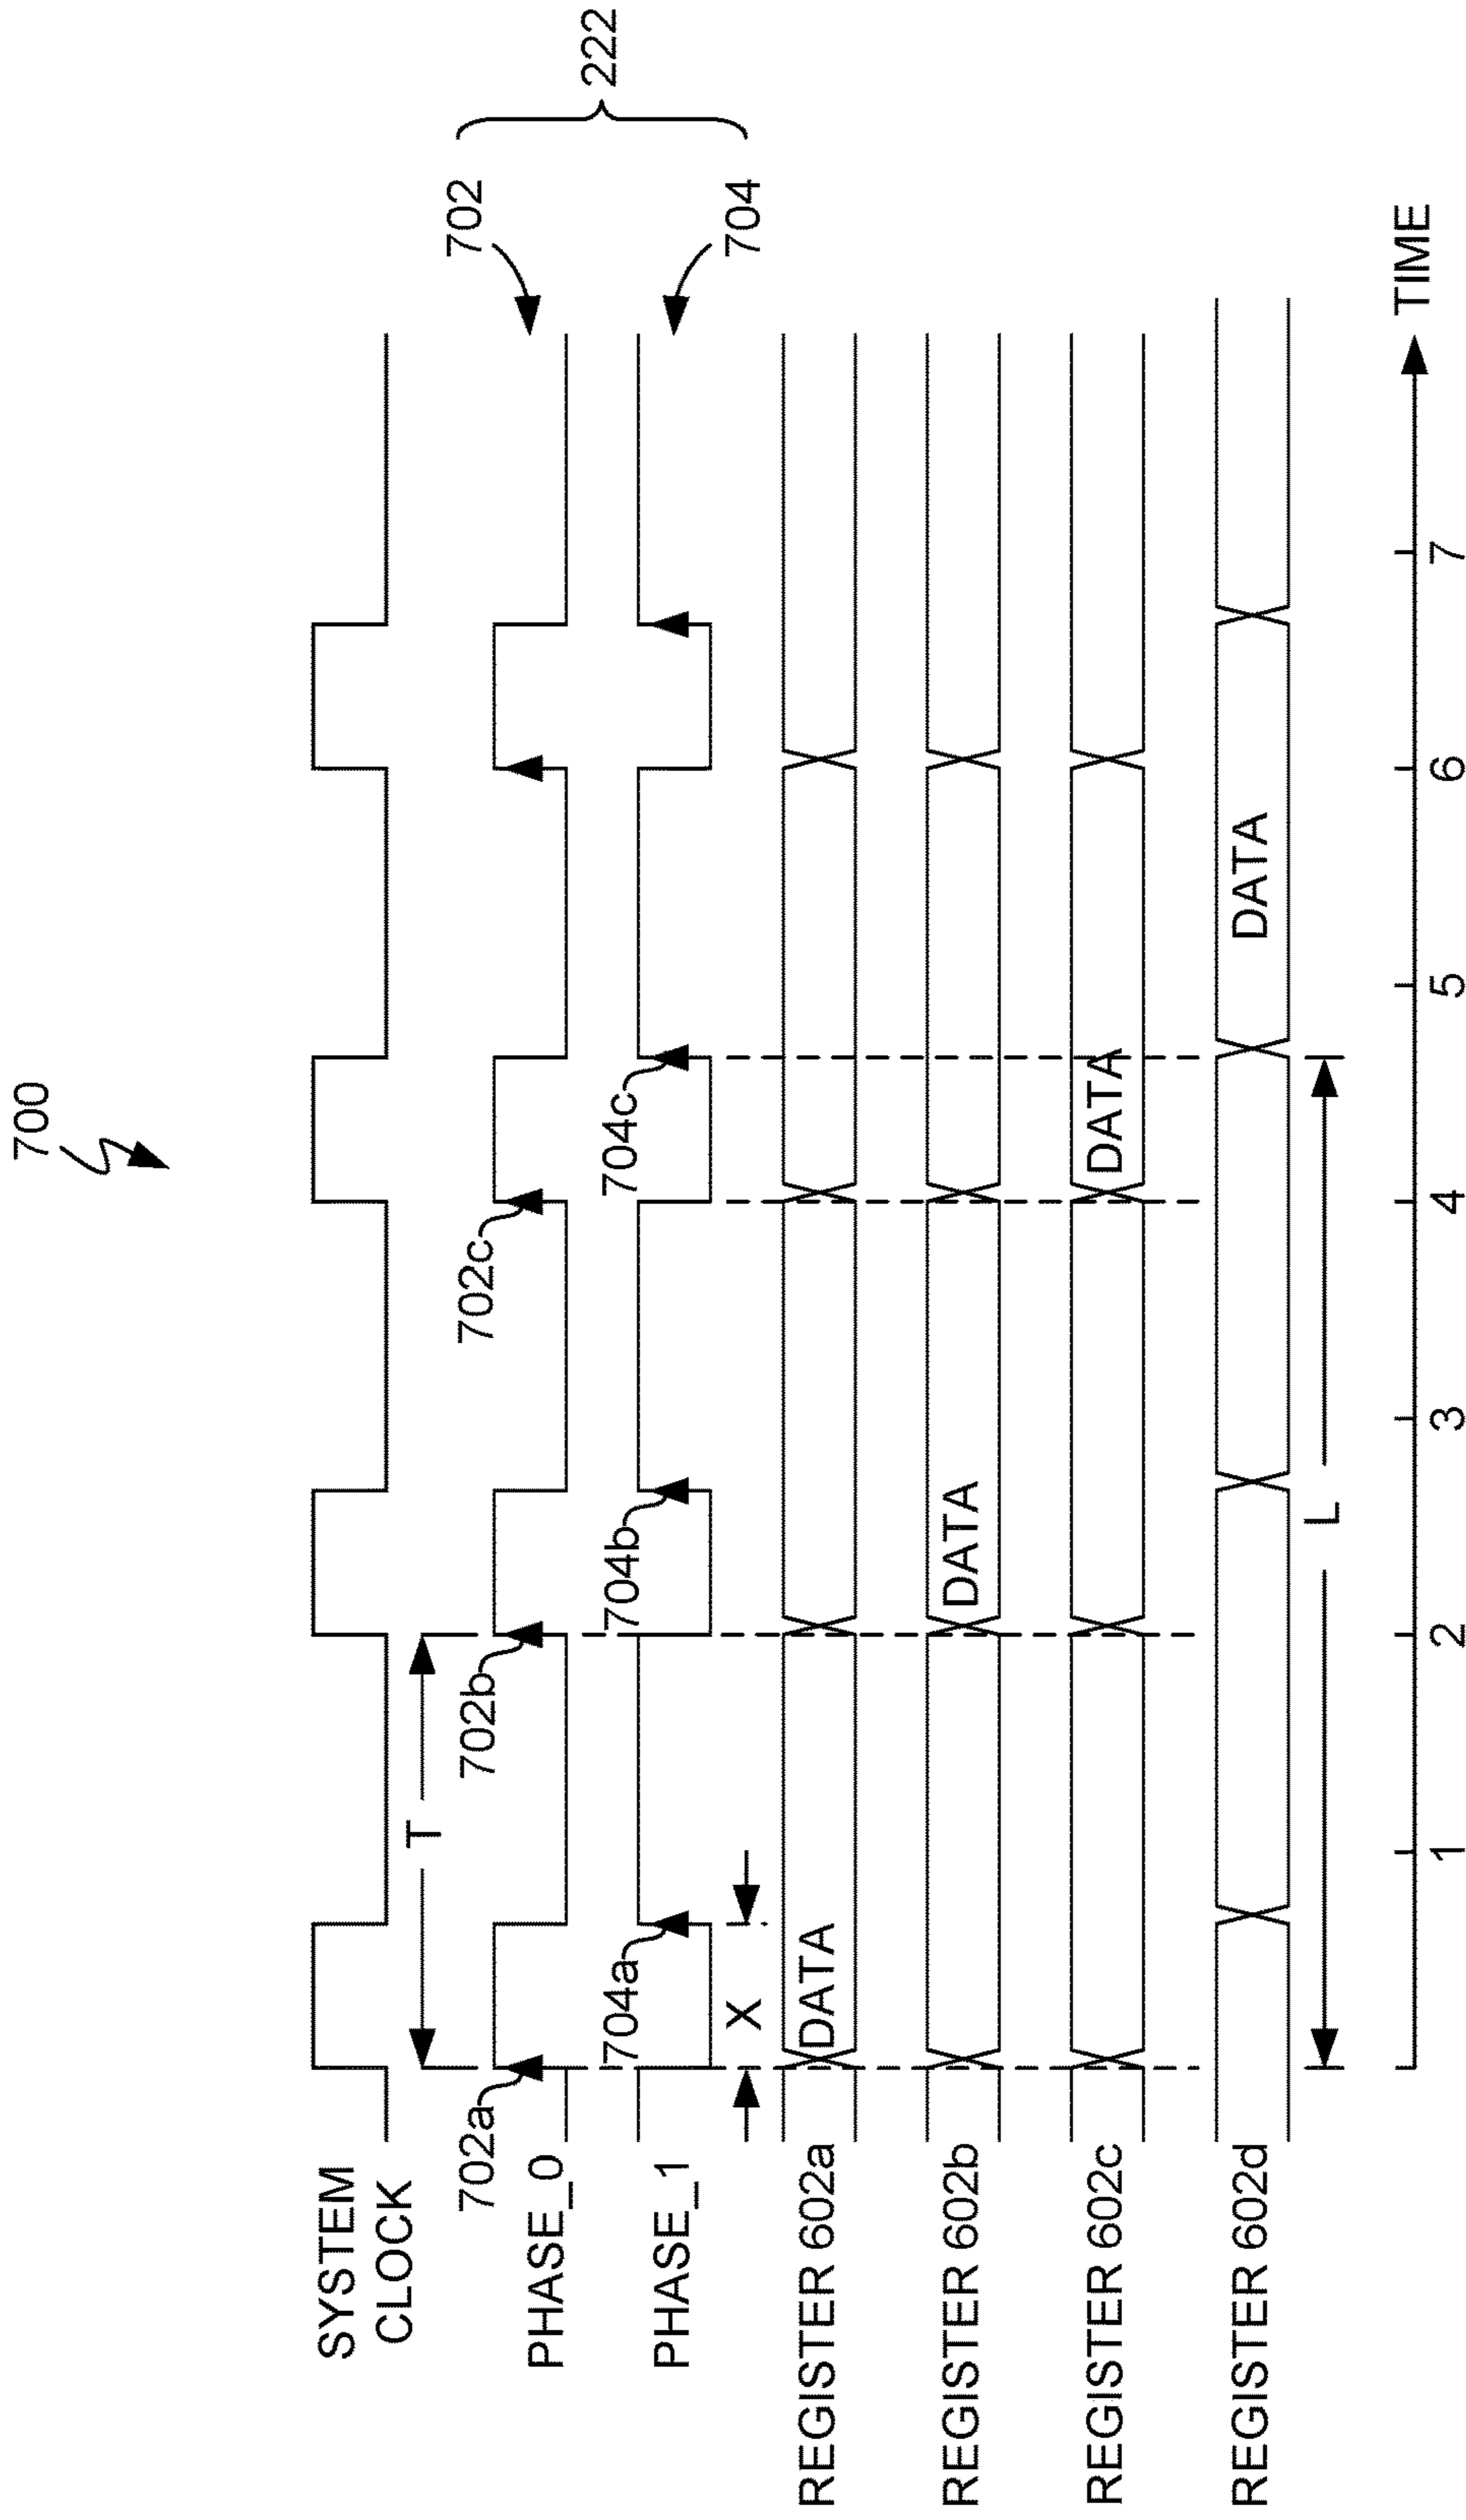 700
SYSTEM
CLOCK
T
702a
702b
702c
702
PHASE_0
222
704a
704b
704c
704
PHASE_1
X
REGISTER 602a
DATA
REGISTER 602b
DATA
REGISTER 602c
DATA
REGISTER 602d
DATA
L
TIME
1 2 3 4 5 6 7